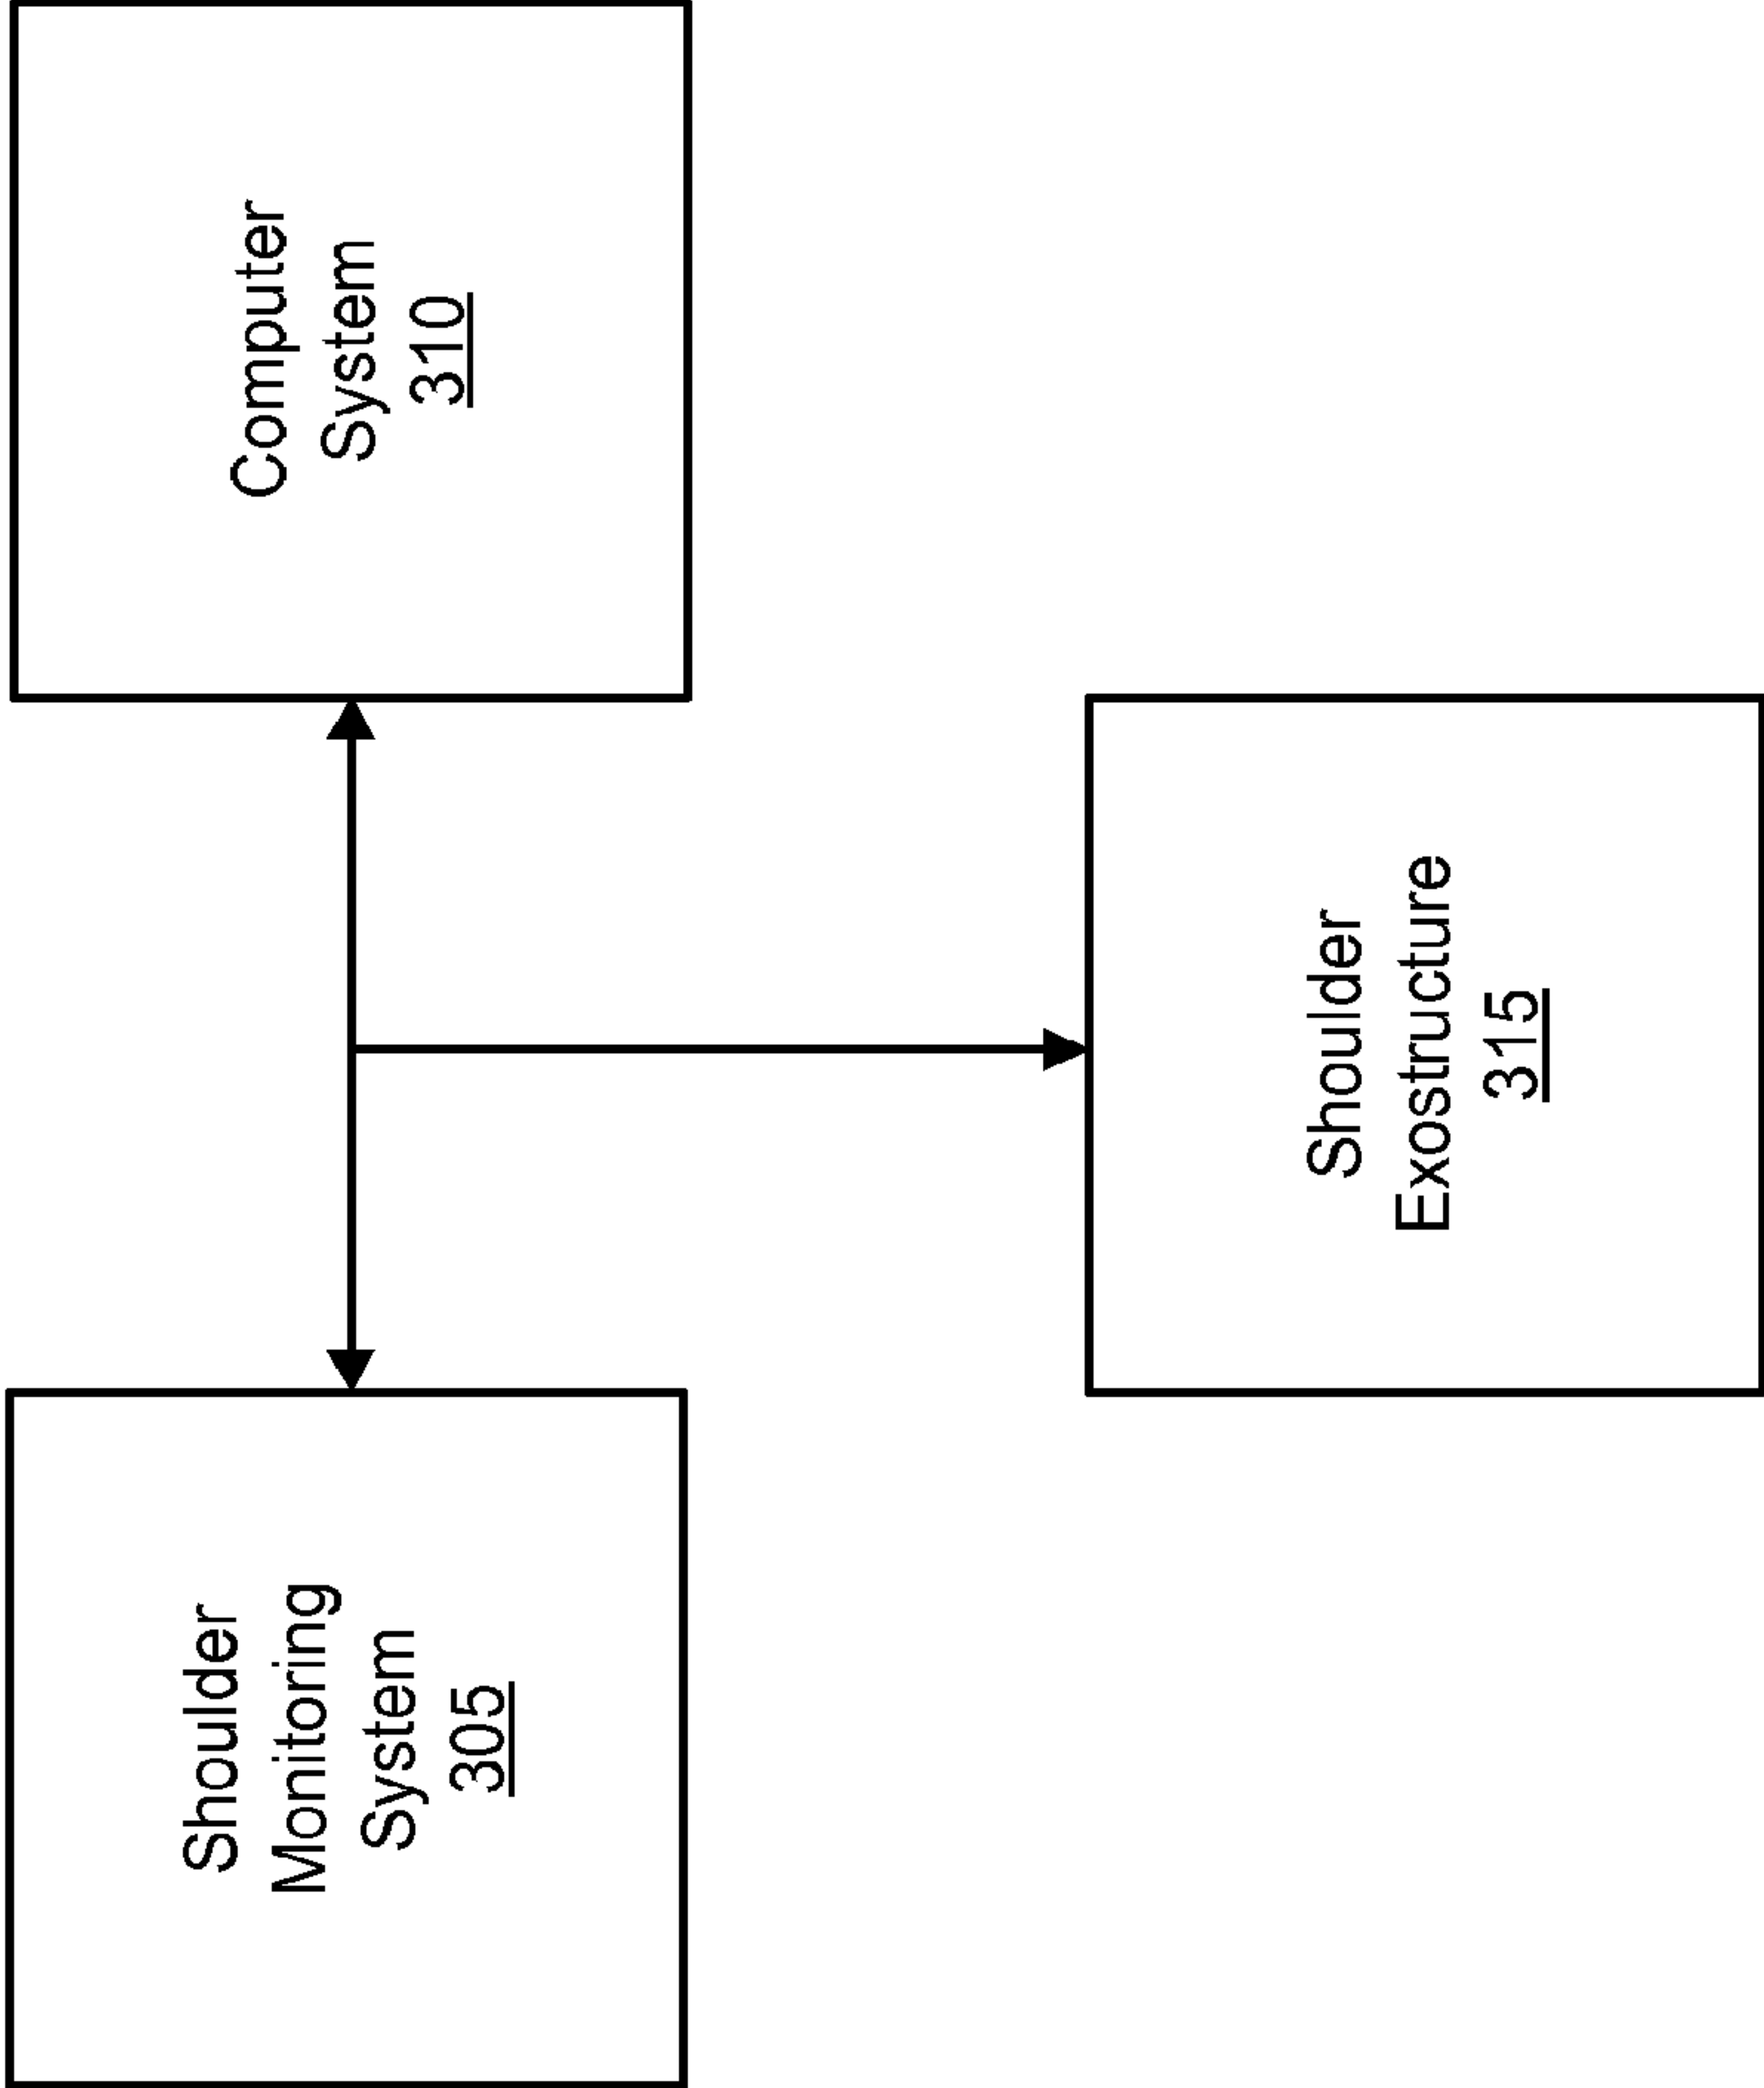 Shoulder
Monitoring
System
305
Computer
System
310
Shoulder
Exostructure
315